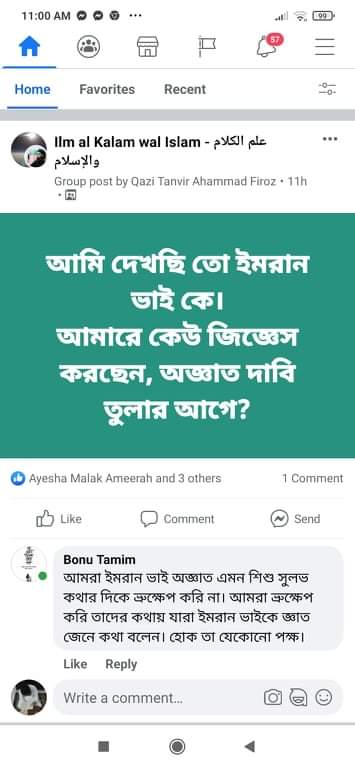 11:00 AM
99
57
Home Favorites Recent
Ilm al Kalam wal Islam - علم الكلام
والإسلام
Group post by Qazi Tanvir Ahammad Firoz • 11h
আমি দেখছি তো ইমরান
ভাই কে।
আমারে কেউ জিজ্ঞেস
করছেন, অজ্ঞাত দাবি
তুলার আগে?
Ayesha Malak Ameerah and 3 others 1 Comment
Like Comment Send
Bonu Tamim
আমরা ইমরান ভাই অজ্ঞাত এমন শিশু সুলভ
কথার দিকে ভ্রুক্ষেপ করি না। আমরা ভ্রুক্ষেপ
করি তাদের কথায় যারা ইমরান ভাইকে জ্ঞাত
জেনে কথা বলেন। হোক তা যেকোনো পক্ষ।
Like Reply
Write a comment...